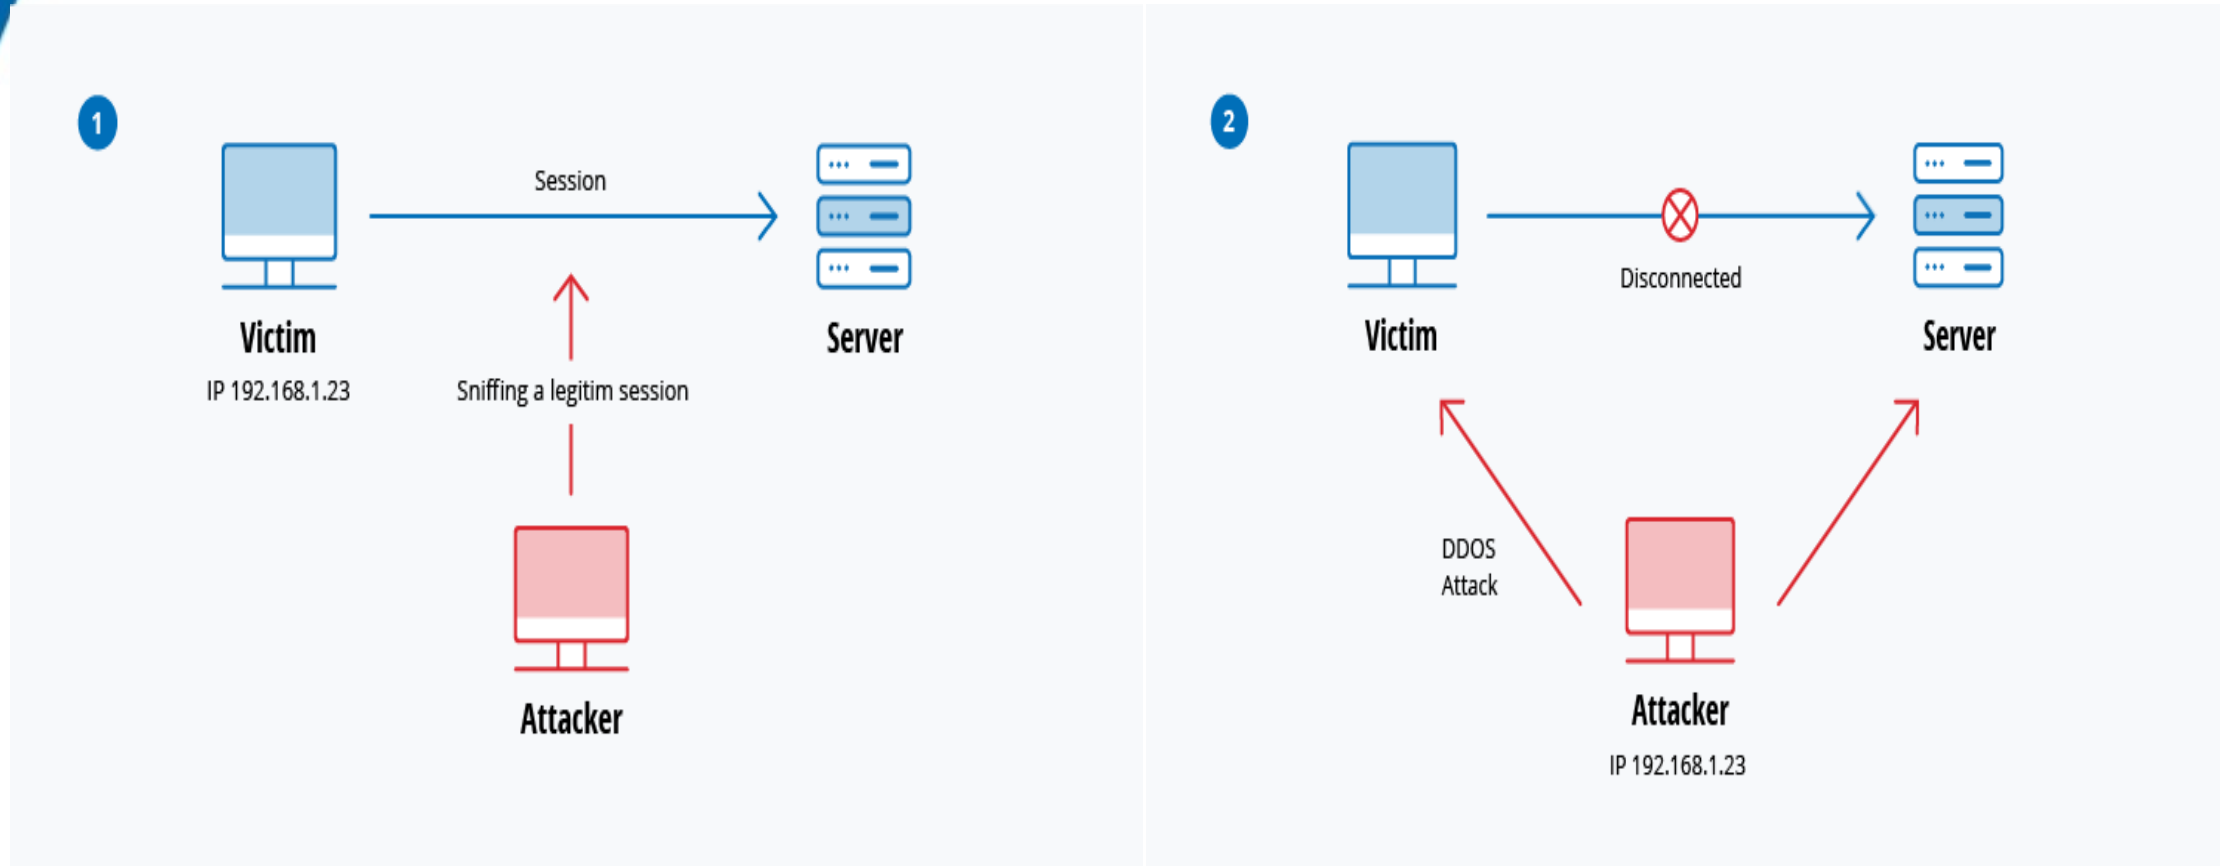 1
Session
Victim
Server
IP 192.168.1.23
Sniffing a legitim session
Attacker
2
Disconnected
Victim
Server
DDOS
Attack
Attacker
IP 192.168.1.23